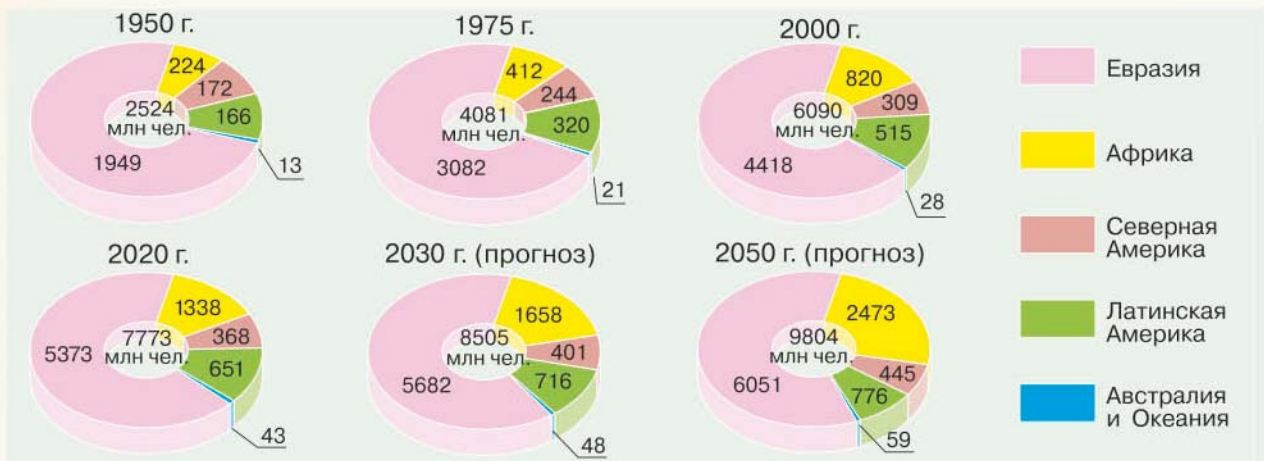 1950 г.
224
172
166
13
1949
2524
млн чел.
1975 г.
412
244
320
21
3082
4081
млн чел.
2000 г.
820
309
515
28
4418
6090
млн чел.
2020 г.
1338
368
651
43
5373
7773
млн чел.
2030 г. (прогноз)
1658
401
716
48
5682
8505
млн чел.
2050 г. (прогноз)
2473
445
776
59
6051
9804
млн чел.
Евразия
Африка
Северная
Америка
Латинская
Америка
Австралия
и Океания